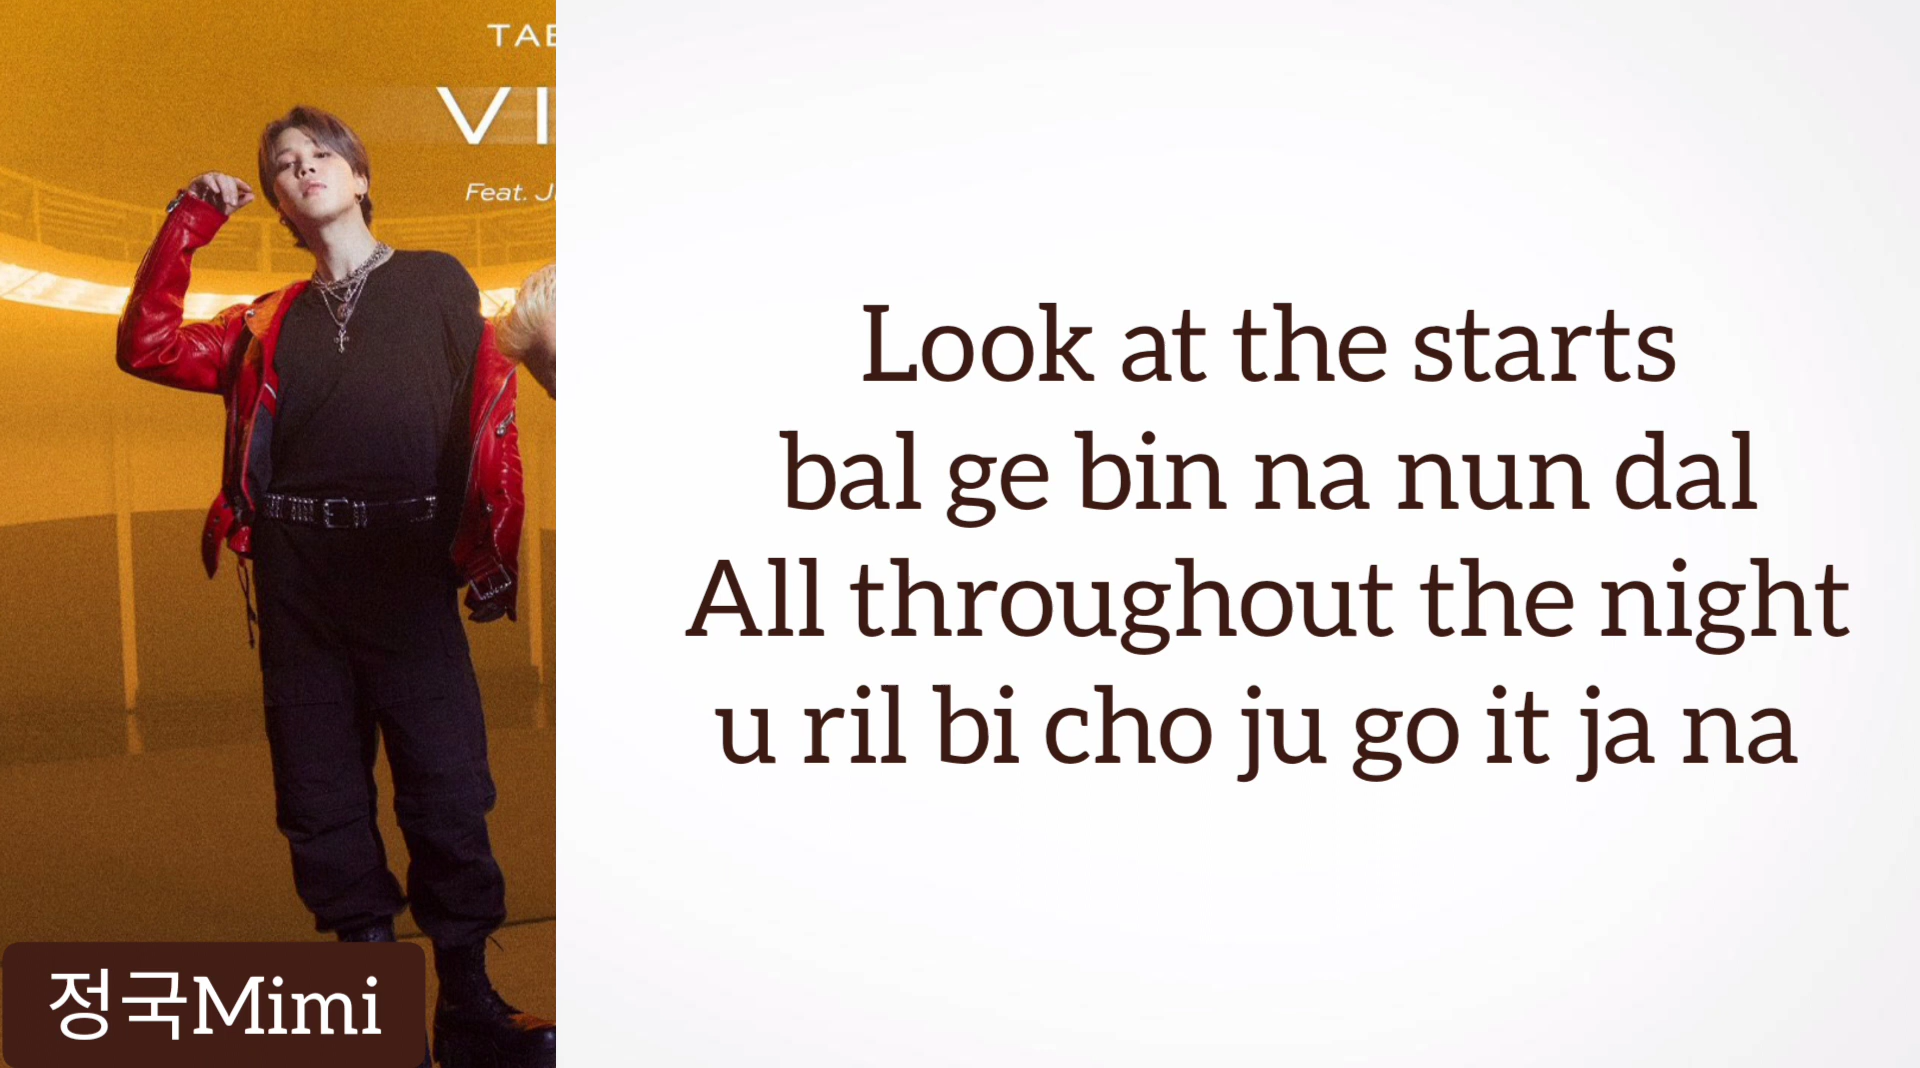 TAE
VI
Feat. J
Look at the starts
bal ge bin na nun dal
All throughout the night
u ril bi cho ju go it ja na
정국Mimi